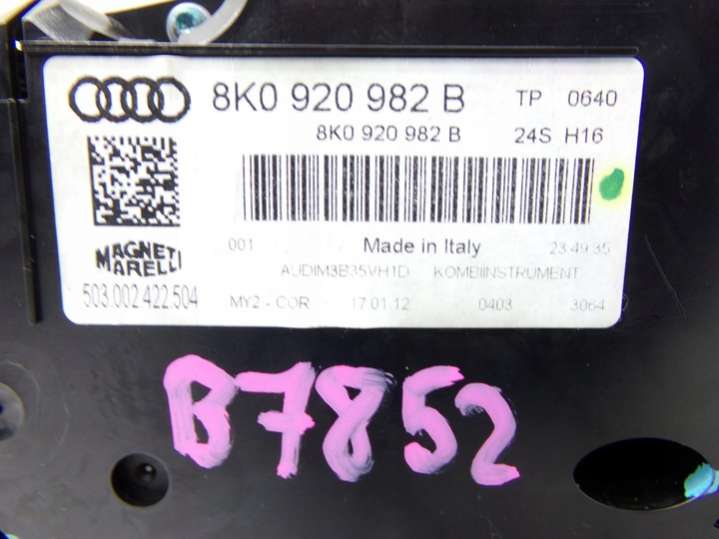 8K0 920 982 B TP 0640
8K0 920 982 B 24S H16
001 Made in Italy 23:49:35
MAGNETI MARELLI
AUDIM3B35VH1D KOMBIINSTRUMENT
503.002.422.504 MY2 - COR 17.01.12 0403 3064
B7852